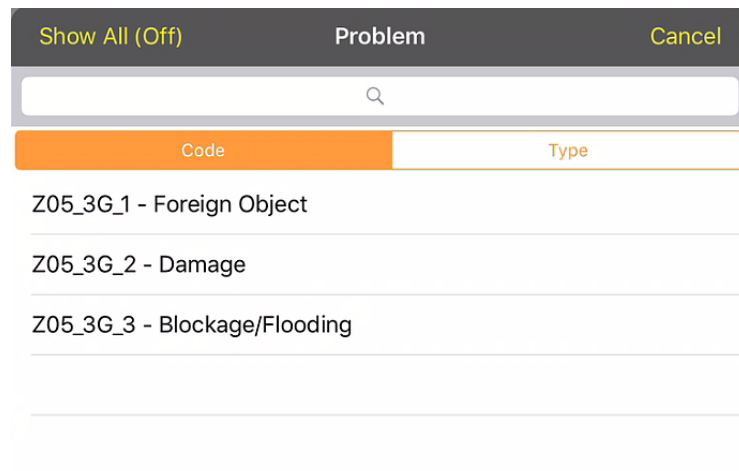 Show All (Off) Problem Cancel
Code Type
Z05_3G_1 - Foreign Object
Z05_3G_2 - Damage
Z05_3G_3 - Blockage/Flooding